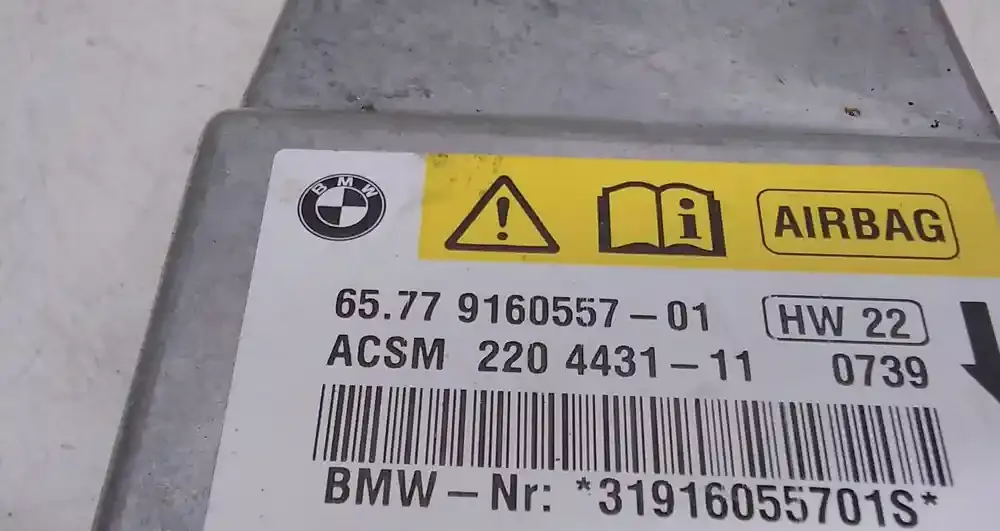 BMW
AIRBAG
65.77 9160557-01 HW 22
ACSM 220 4431-11 0739
BMW-Nr: *31916055701S*